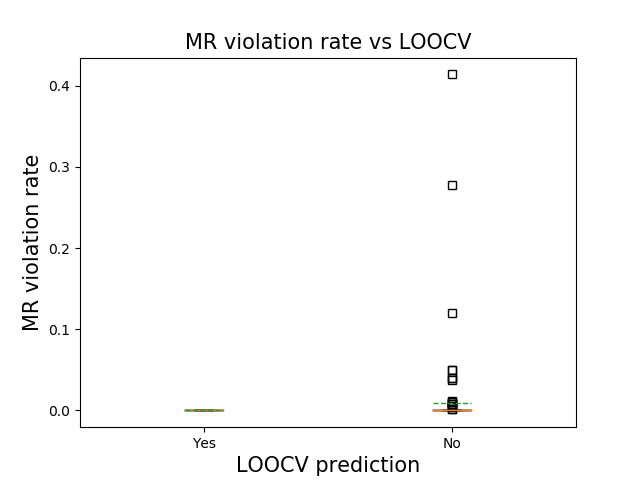 MR violation rate vs LOOCV
MR violation rate
0.4
0.3
0.2
0.1
0.0
Yes
No
LOOCV prediction